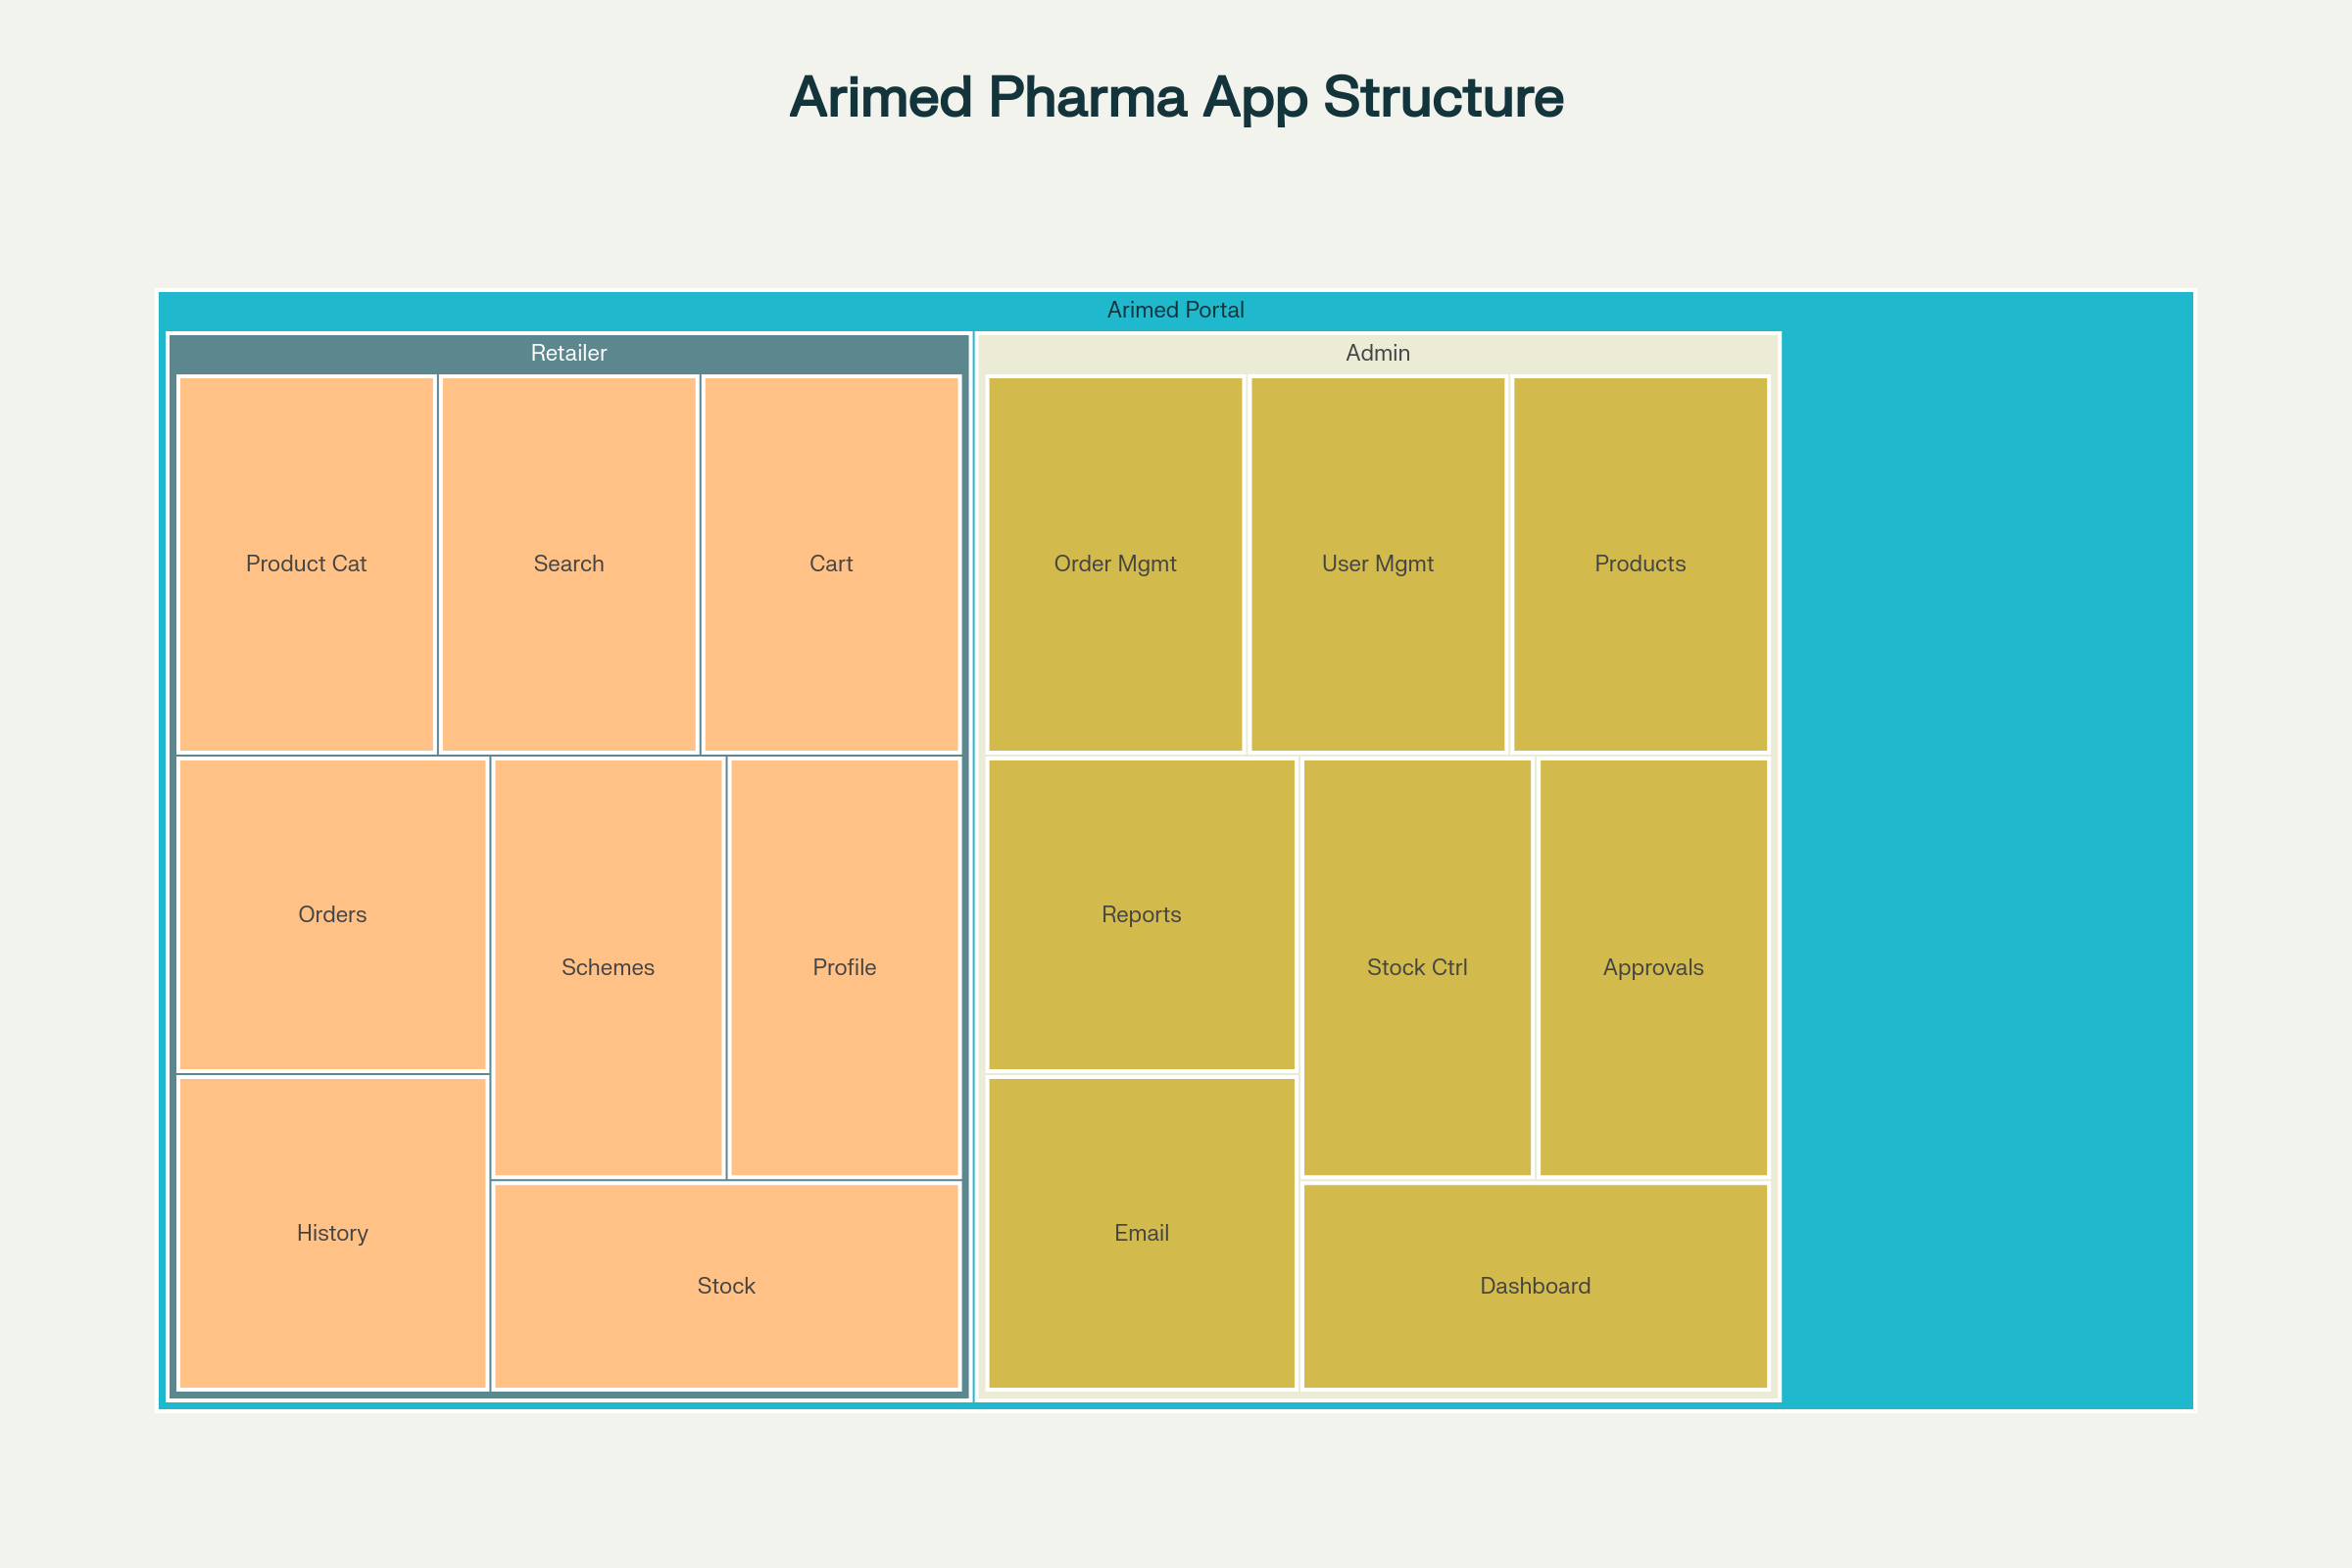 Arimed Pharma App Structure
Arimed Portal
Retailer
Product Cat
Search
Cart
Orders
Schemes
Profile
History
Stock
Admin
Order Mgmt
User Mgmt
Products
Reports
Stock Ctrl
Approvals
Email
Dashboard